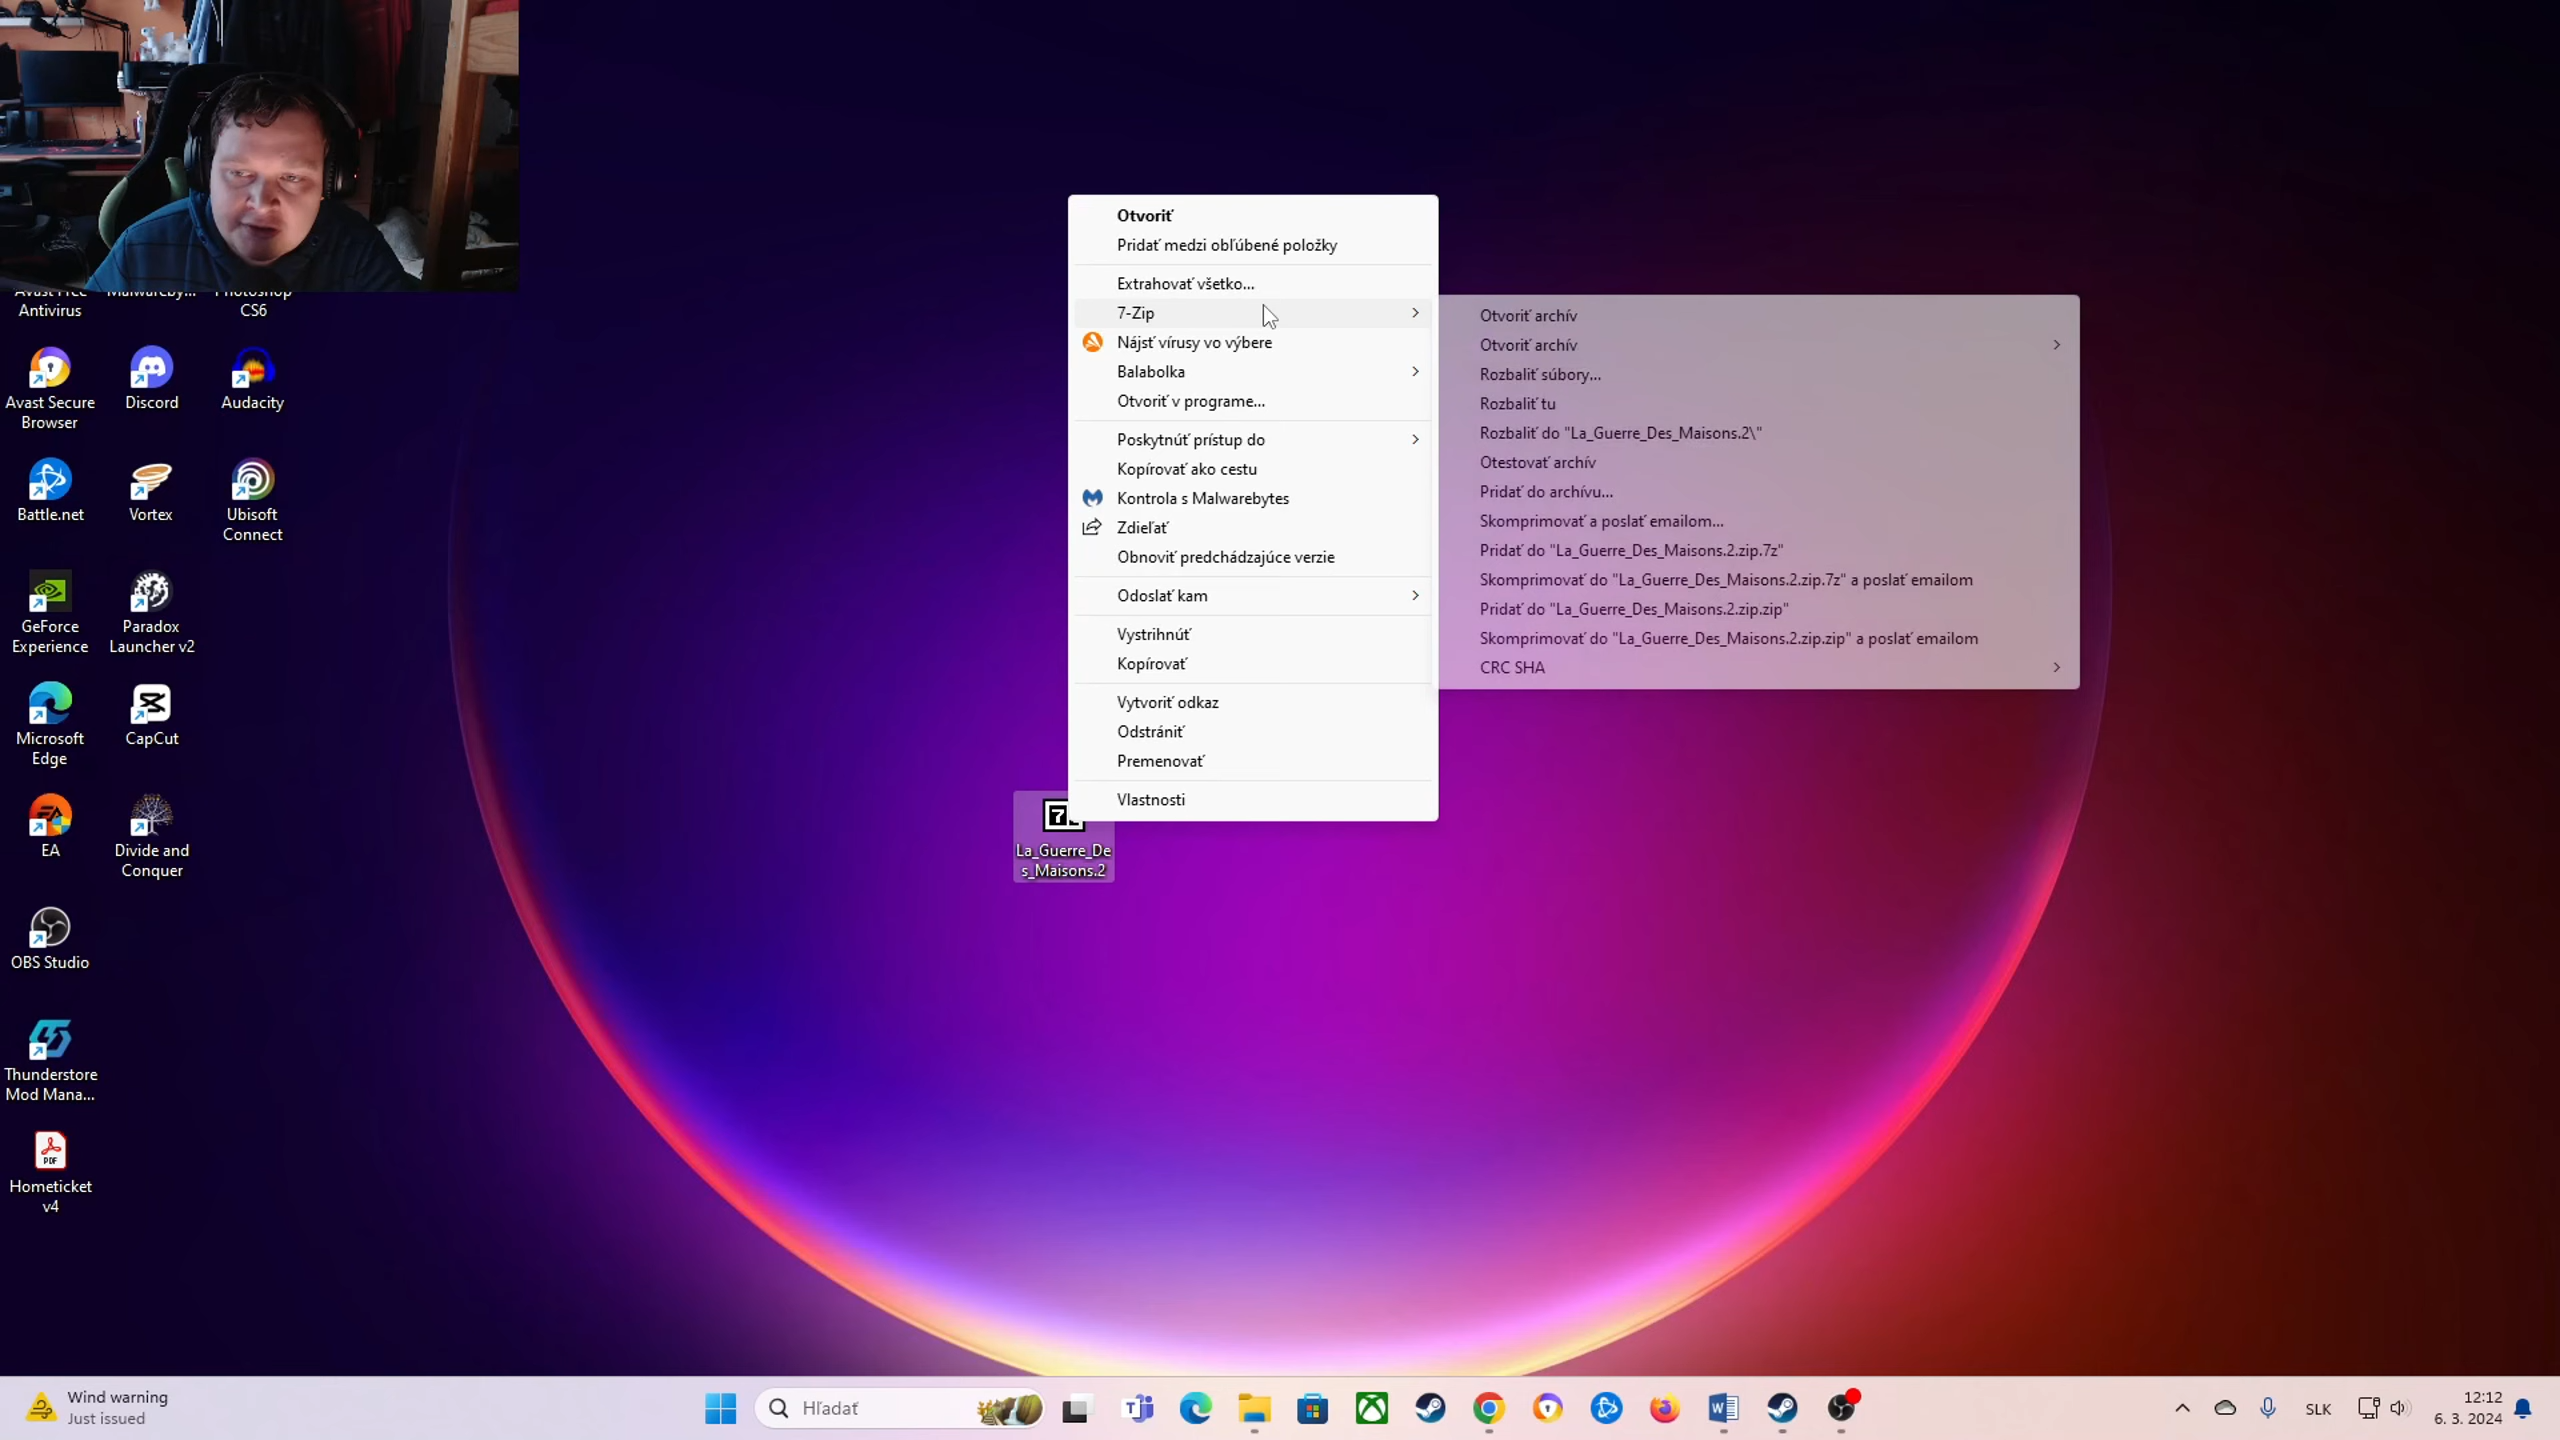 Antivirus
CS6
Avast Secure
Browser
Discord
Audacity
Battle.net
Vortex
Ubisoft
Connect
GeForce
Experience
Paradox
Launcher v2
Microsoft
Edge
CapCut
EA
Divide and
Conquer
OBS Studio
Thunderstore
Mod Mana...
PDF
Hometicket
v4
Otvoriť
Pridať medzi obľúbené položky
Extrahovať všetko...
7-Zip
Nájsť vírusy vo výbere
Balabolka
Otvoriť v programe...
Poskytnúť prístup do
Kopírovať ako cestu
Kontrola s Malwarebytes
Zdieľať
Obnoviť predchádzajúce verzie
Odoslať kam
Vystrihnúť
Kopírovať
Vytvoriť odkaz
Odstrániť
Premenovať
Vlastnosti
Otvoriť archív
Otvoriť archív
Rozbaliť súbory...
Rozbaliť tu
Rozbaliť do "La_Guerre_Des_Maisons.2\"
Otestovať archív
Pridať do archívu...
Skomprimovať a poslať emailom...
Pridať do "La_Guerre_Des_Maisons.2.zip.7z"
Skomprimovať do "La_Guerre_Des_Maisons.2.zip.7z" a poslať emailom
Pridať do "La_Guerre_Des_Maisons.2.zip.zip"
Skomprimovať do "La_Guerre_Des_Maisons.2.zip.zip" a poslať emailom
CRC SHA
La_Guerre_De
s_Maisons.2
Wind warning
Just issued
Hľadať
SLK
12:12
6. 3. 2024